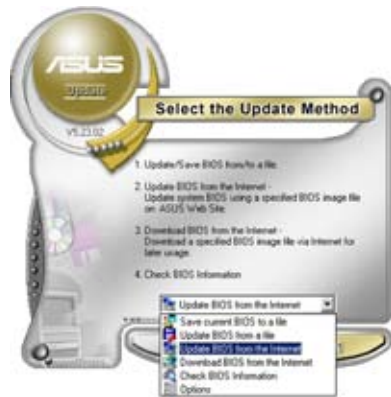 ASUS
Update
V5.23.02
Select the Update Method
1. Update/Save BIOS from/to a file.
2. Update BIOS from the Internet -
Update system BIOS using a specified BIOS image file
on ASUS Web Site.
3. Download BIOS from the Internet -
Download a specified BIOS image file via Internet for
later usage.
4. Check BIOS Information
Update BIOS from the Internet
Save current BIOS to a file
Update BIOS from a file
Update BIOS from the Internet
Download BIOS from the Internet
Check BIOS Information
Options